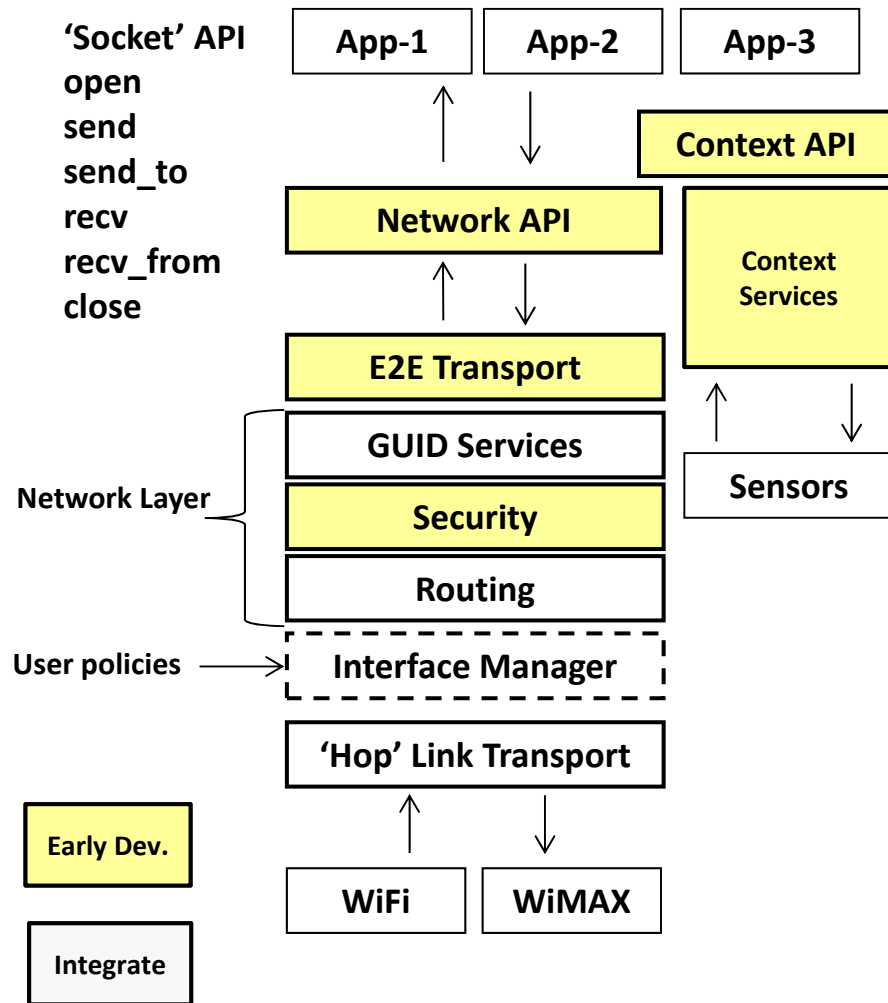 ‘Socket’ API
open
send
send_to
recv
recv_from
close
App-1
App-2
App-3
Context API
Network API
Context
Services
E2E Transport
GUID Services
Network Layer
Security
Sensors
Routing
User policies
Interface Manager
‘Hop’ Link Transport
Early Dev.
WiFi
WiMAX
Integrate